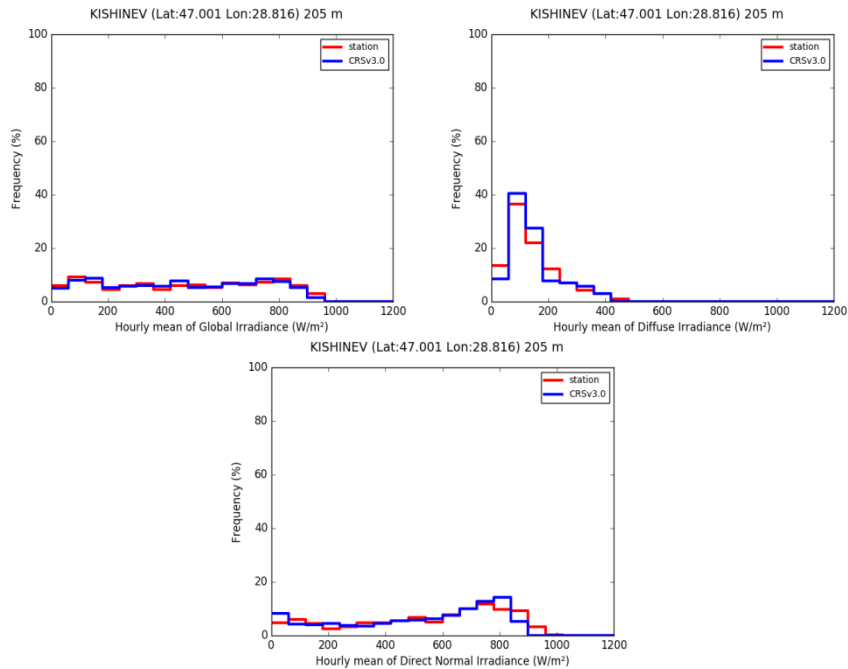 KISHINEV (Lat:47.001 Lon:28.816) 205 m
100
80
60
40
20
0
Frequency (%)
station
CRSv3.0
0 200 400 600 800 1000 1200
Hourly mean of Global Irradiance (W/m²)
KISHINEV (Lat:47.001 Lon:28.816) 205 m
100
80
60
40
20
0
Frequency (%)
station
CRSv3.0
0 200 400 600 800 1000 1200
Hourly mean of Diffuse Irradiance (W/m²)
KISHINEV (Lat:47.001 Lon:28.816) 205 m
100
80
60
40
20
0
Frequency (%)
station
CRSv3.0
0 200 400 600 800 1000 1200
Hourly mean of Direct Normal Irradiance (W/m²)